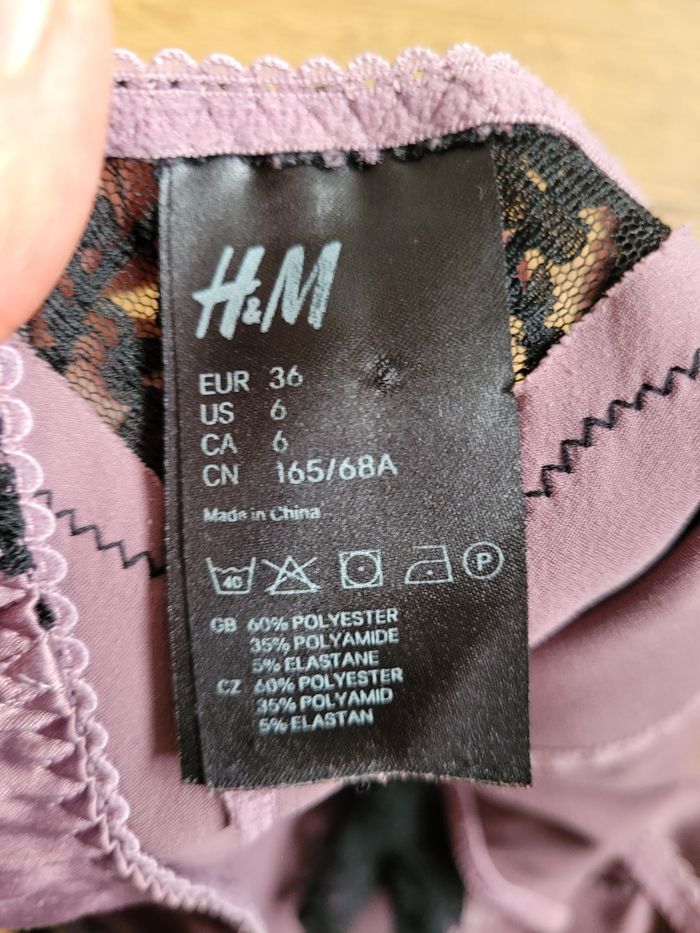 H&M
EUR 36
US 6
CA 6
CN 165/68A
Made in China
40 P
GB 60% POLYESTER
35% POLYAMIDE
5% ELASTANE
CZ 60% POLYESTER
35% POLYAMID
5% ELASTAN